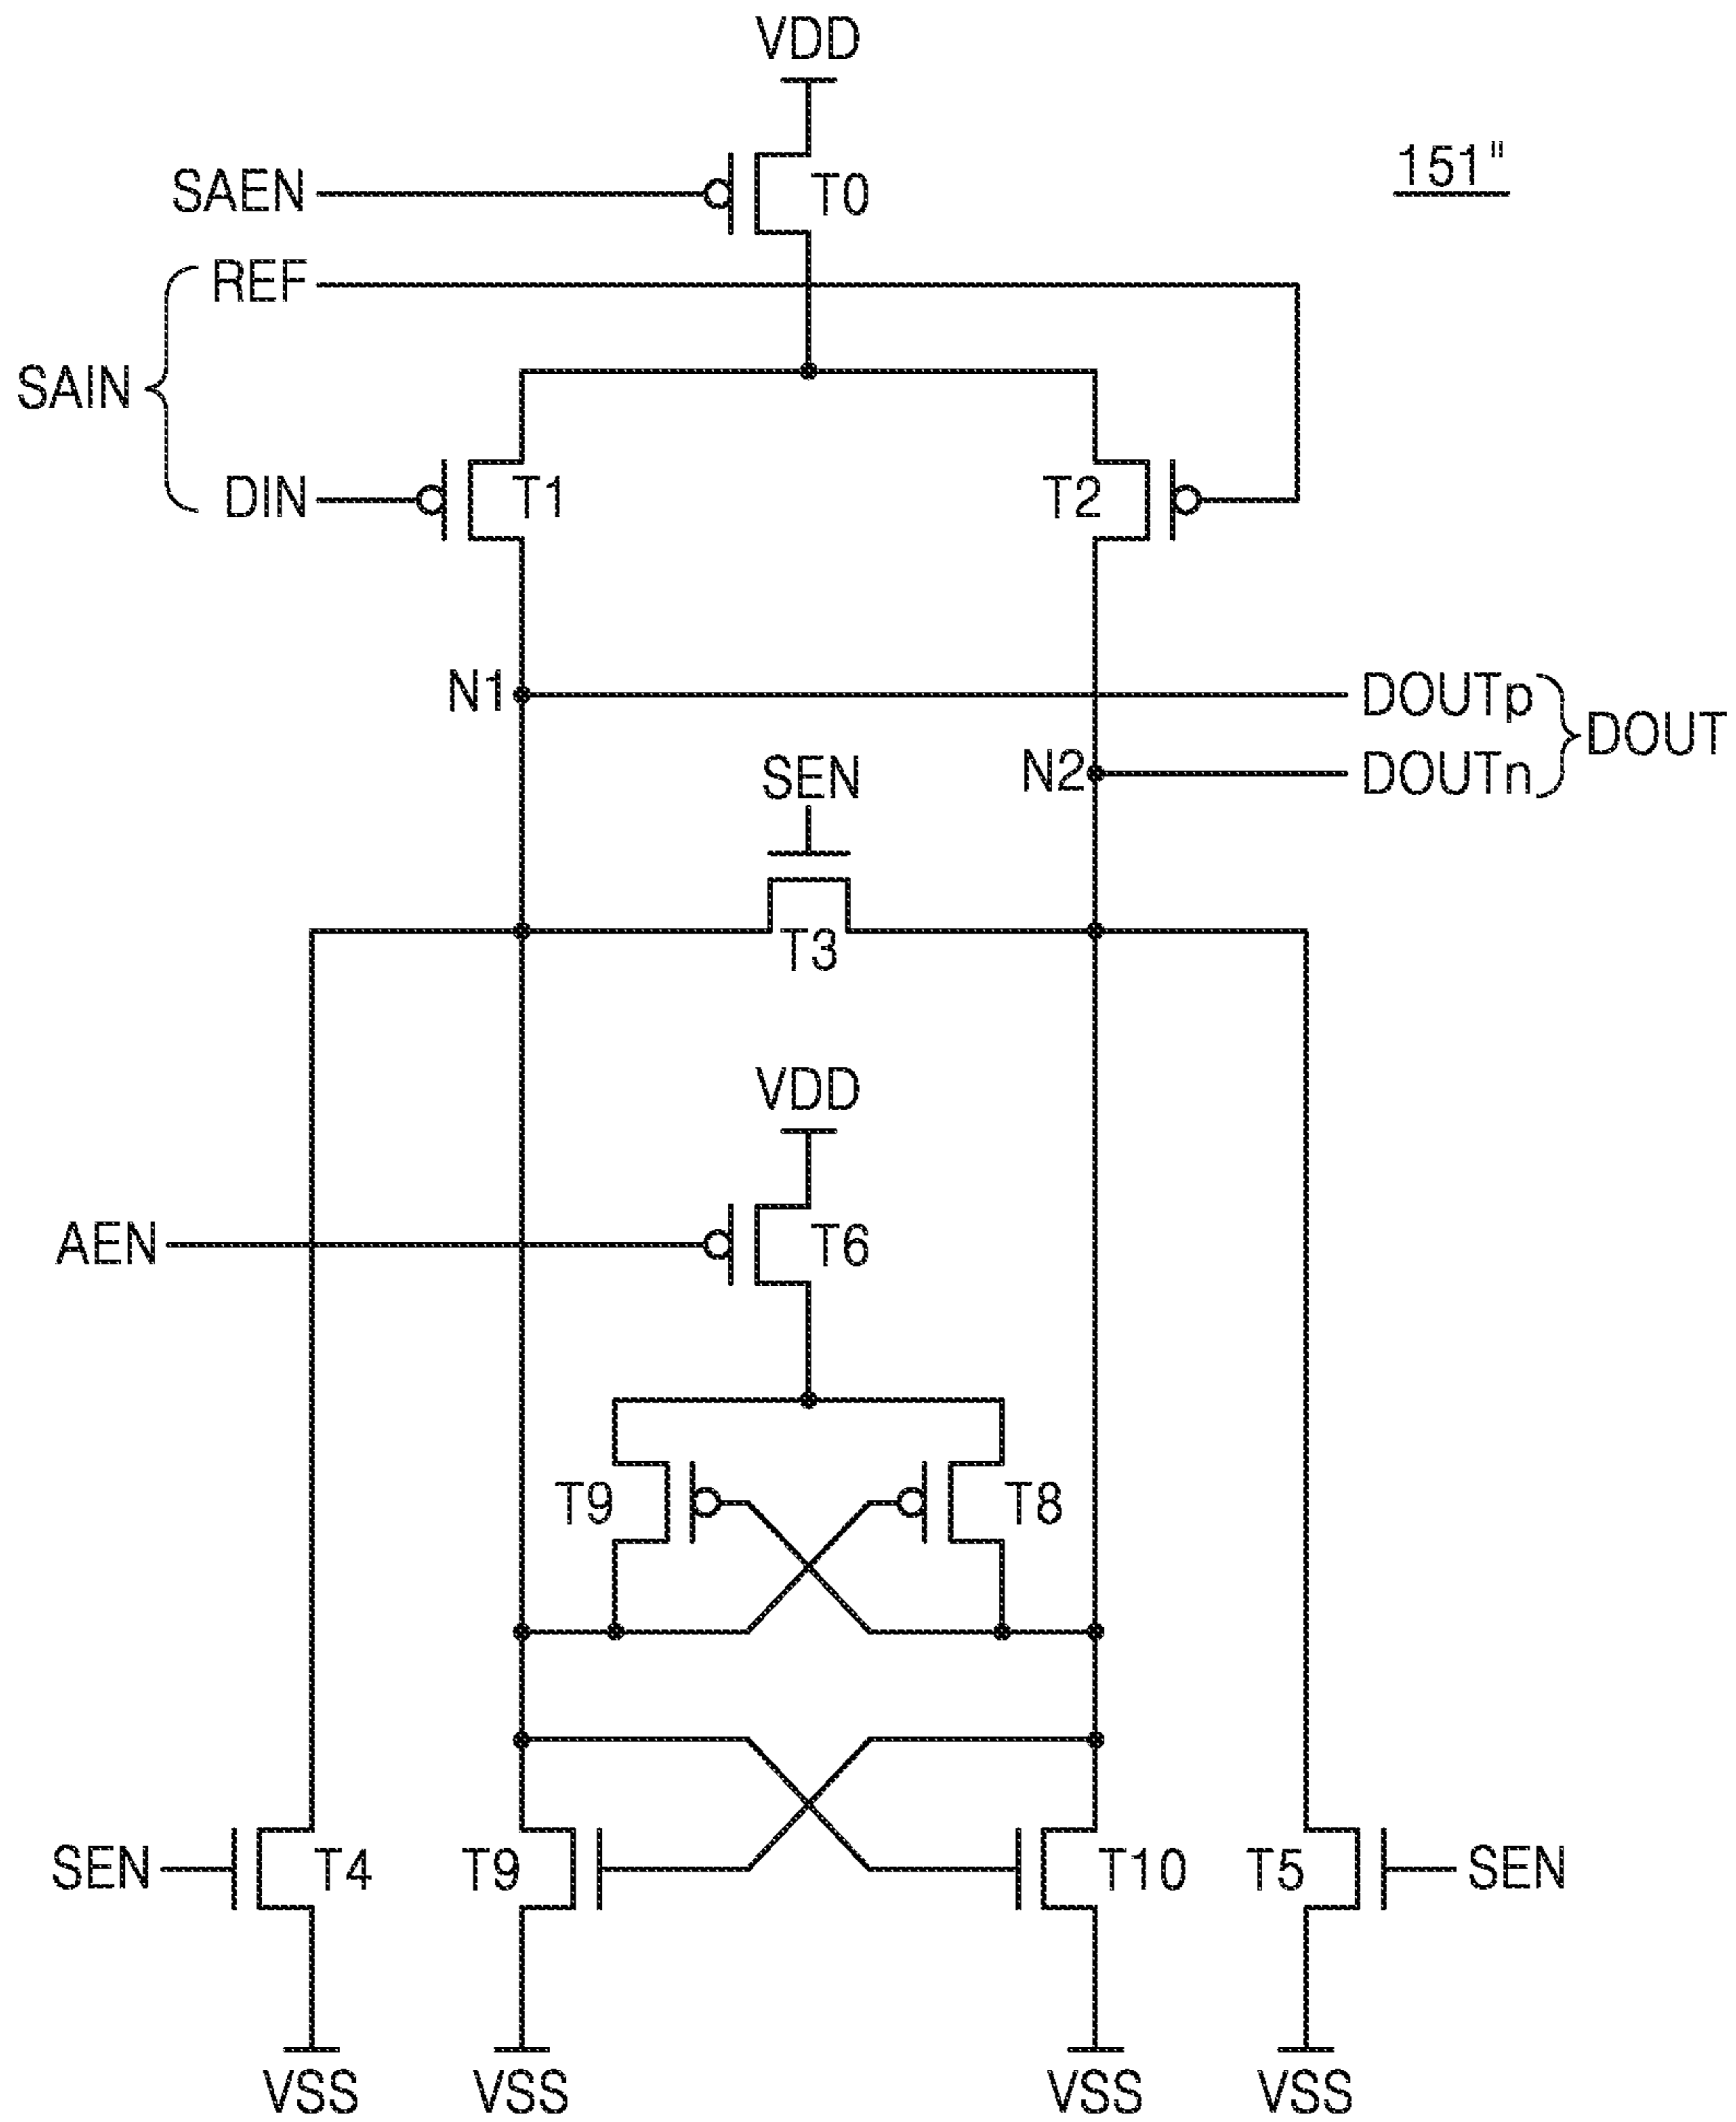 VDD
151"
SAEN
T0
REF
SAIN
DIN
T1
T2
N1
DOUTp
DOUT
N2
DOUTn
SEN
T3
VDD
AEN
T6
T9
T8
SEN
T4
T9
T10
T5
SEN
VSS
VSS
VSS
VSS